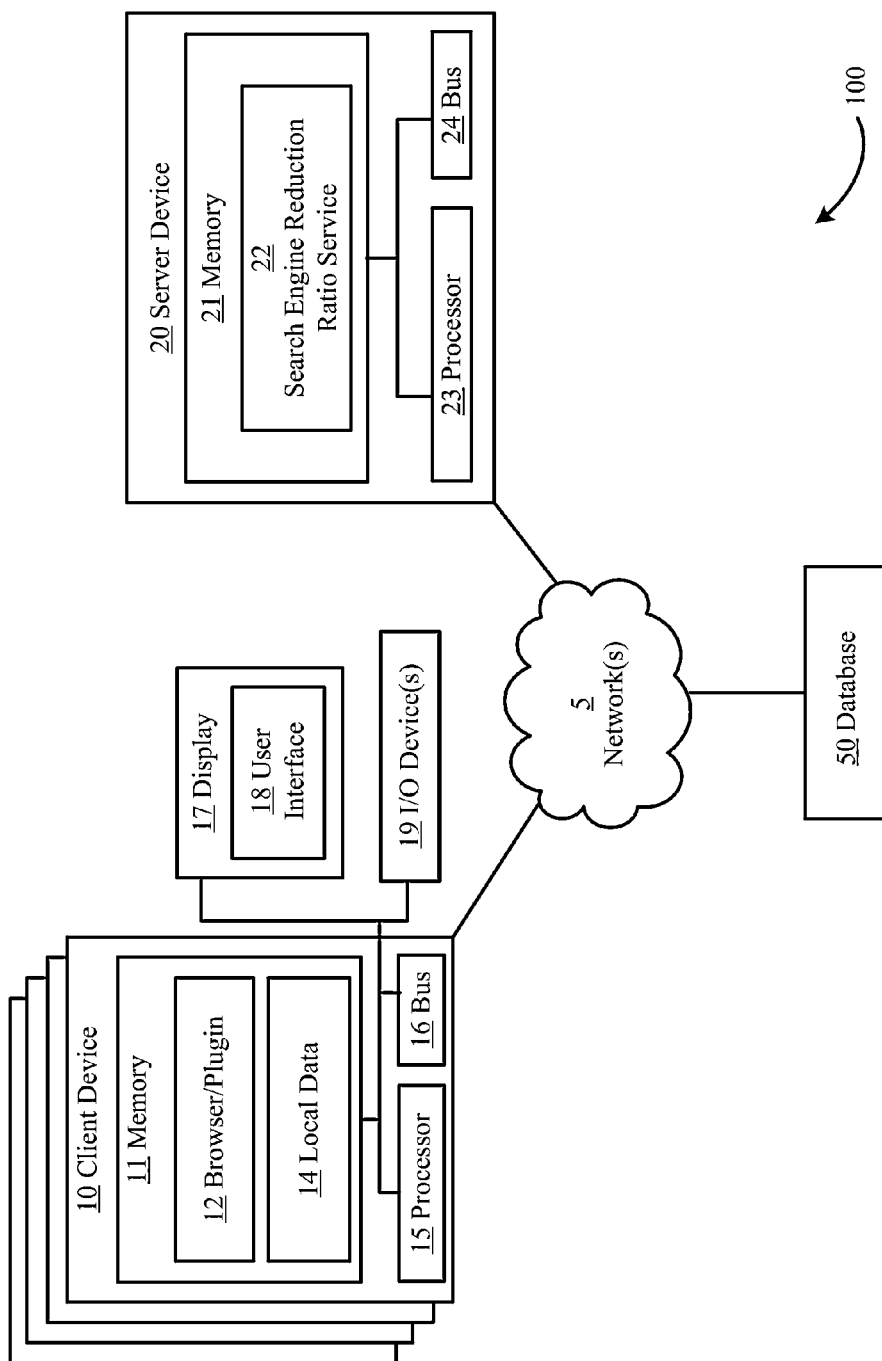 10 Client Device
11 Memory
12 Browser/Plugin
14 Local Data
15 Processor
16 Bus
17 Display
18 User
Interface
19 I/O Device(s)
20 Server Device
21 Memory
22
Search Engine Reduction
Ratio Service
23 Processor
24 Bus
5
Network(s)
50 Database
100